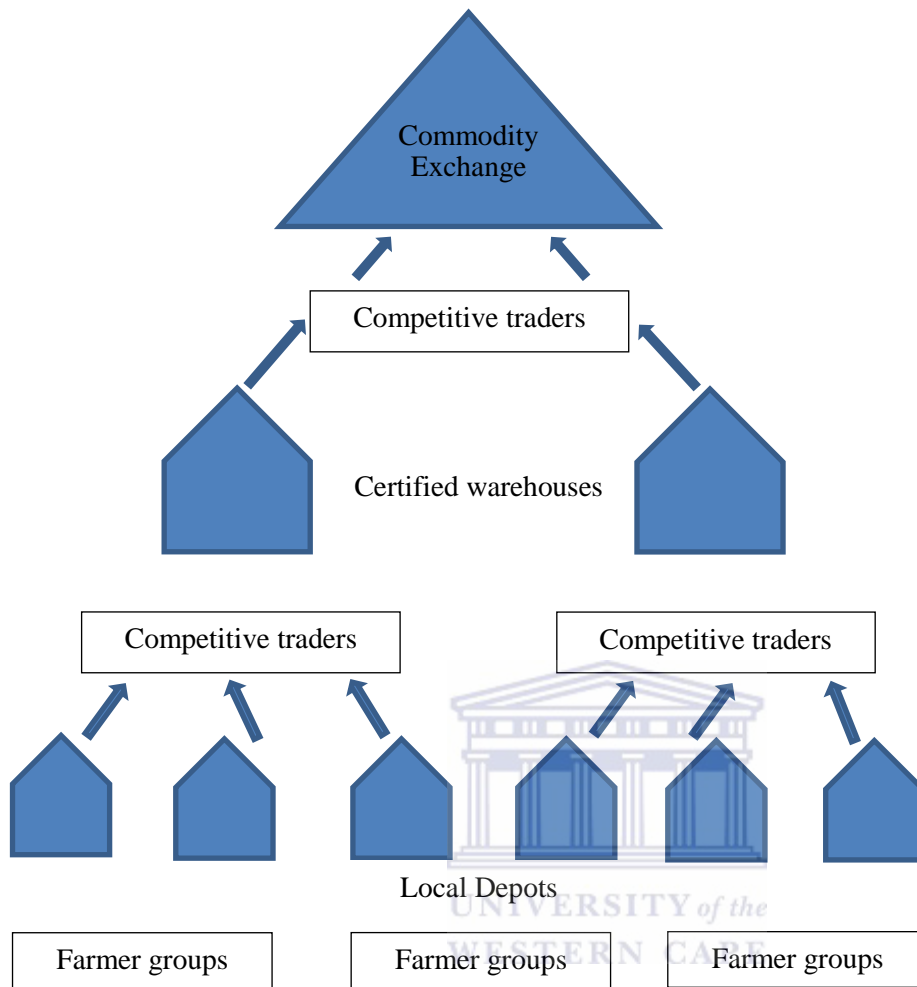 Commodity
Exchange
Competitive traders
Certified warehouses
Competitive traders
Competitive traders
Local Depots
UNIVERSITY of the
WESTERN CAPE
Farmer groups
Farmer groups
Farmer groups